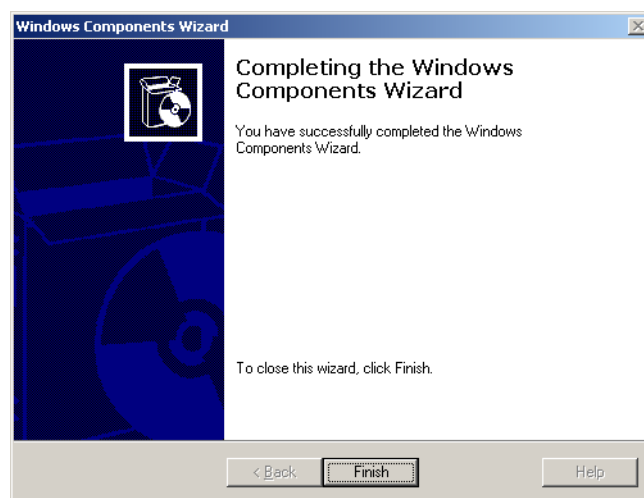 Windows Components Wizard
Completing the Windows
Components Wizard
You have successfully completed the Windows
Components Wizard.
To close this wizard, click Finish.
< Back Finish Help